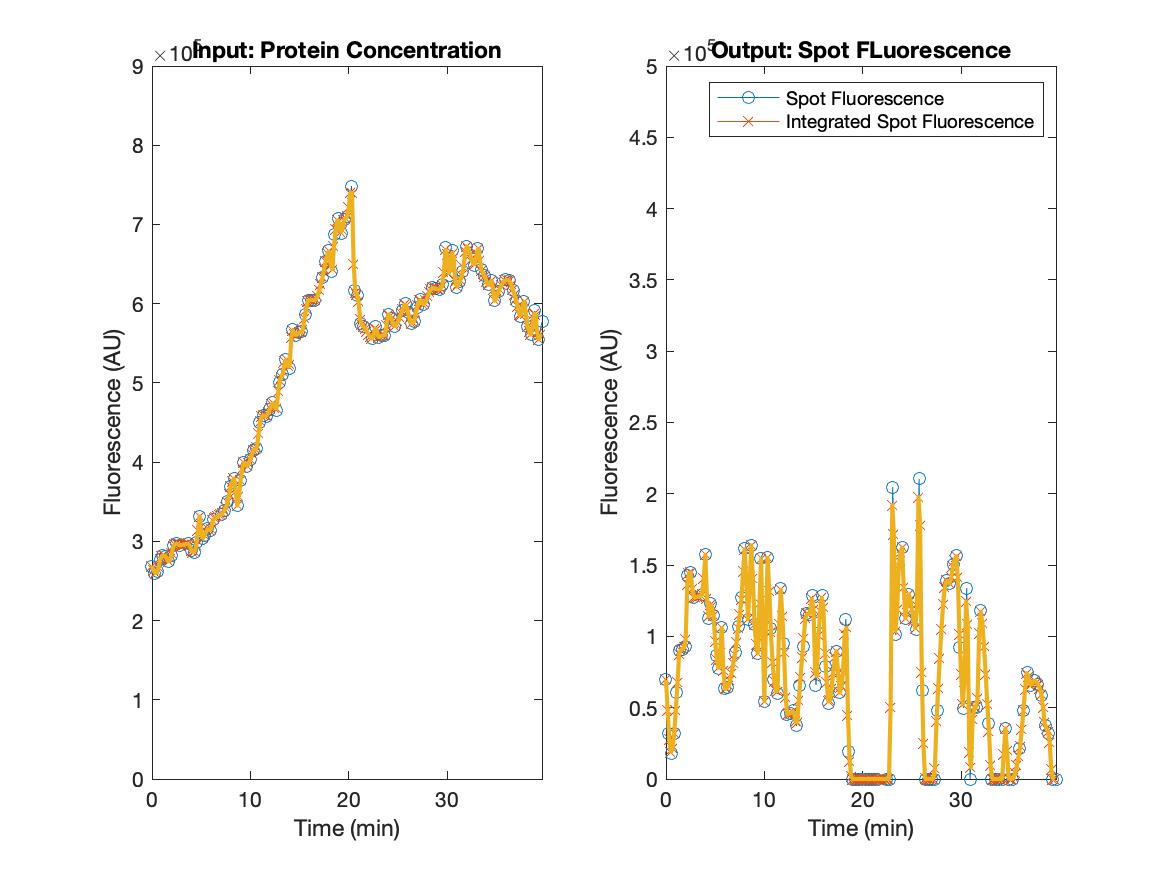 ×10⁵
Input: Protein Concentration
9
8
7
6
5
4
3
2
1
0
0 10 20 30
Time (min)
Fluorescence (AU)
×10⁵
Output: Spot FLuorescence
Spot Fluorescence
Integrated Spot Fluorescence
5
4.5
4
3.5
3
2.5
2
1.5
1
0.5
0
0 10 20 30
Time (min)
Fluorescence (AU)